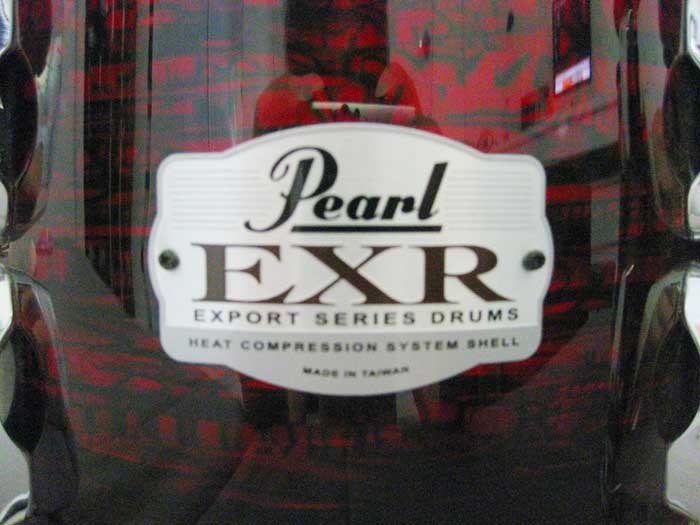 Pearl
EXR
EXPORT SERIES DRUMS
HEAT COMPRESSION SYSTEM SHELL
MADE IN TAIWAN